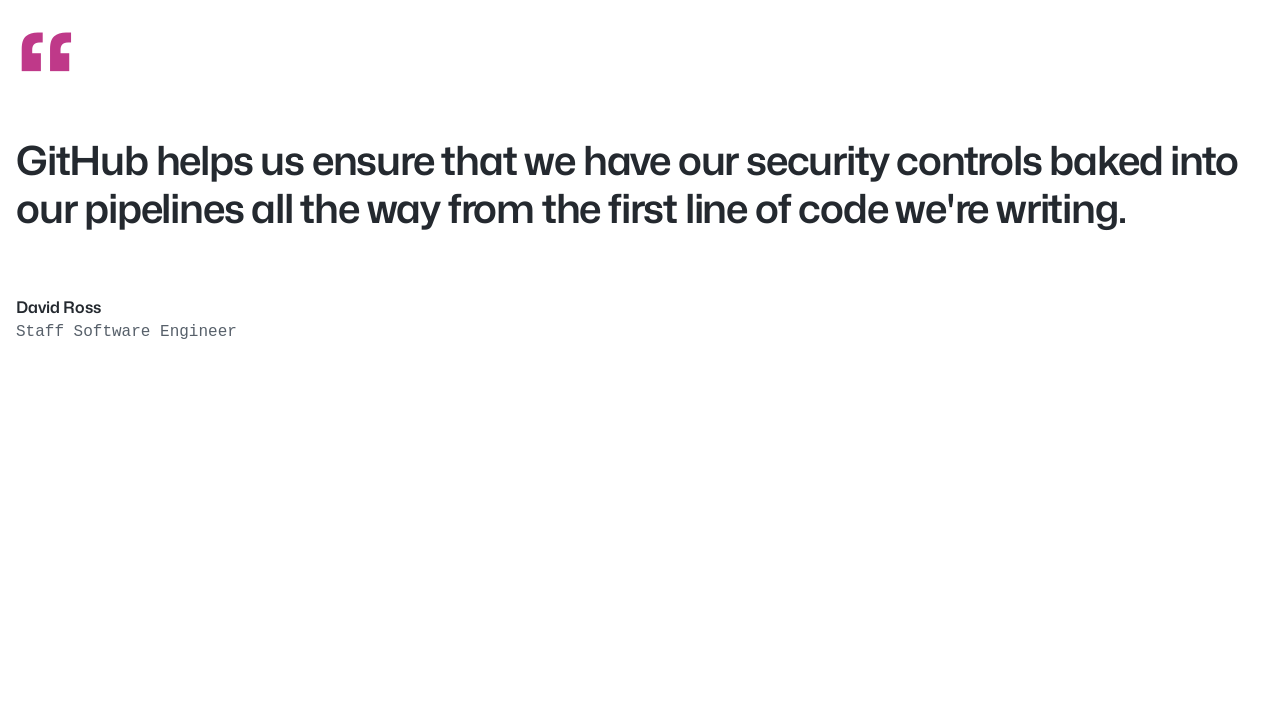 “
GitHub helps us ensure that we have our security controls baked into
our pipelines all the way from the first line of code we're writing.
David Ross
Staff Software Engineer